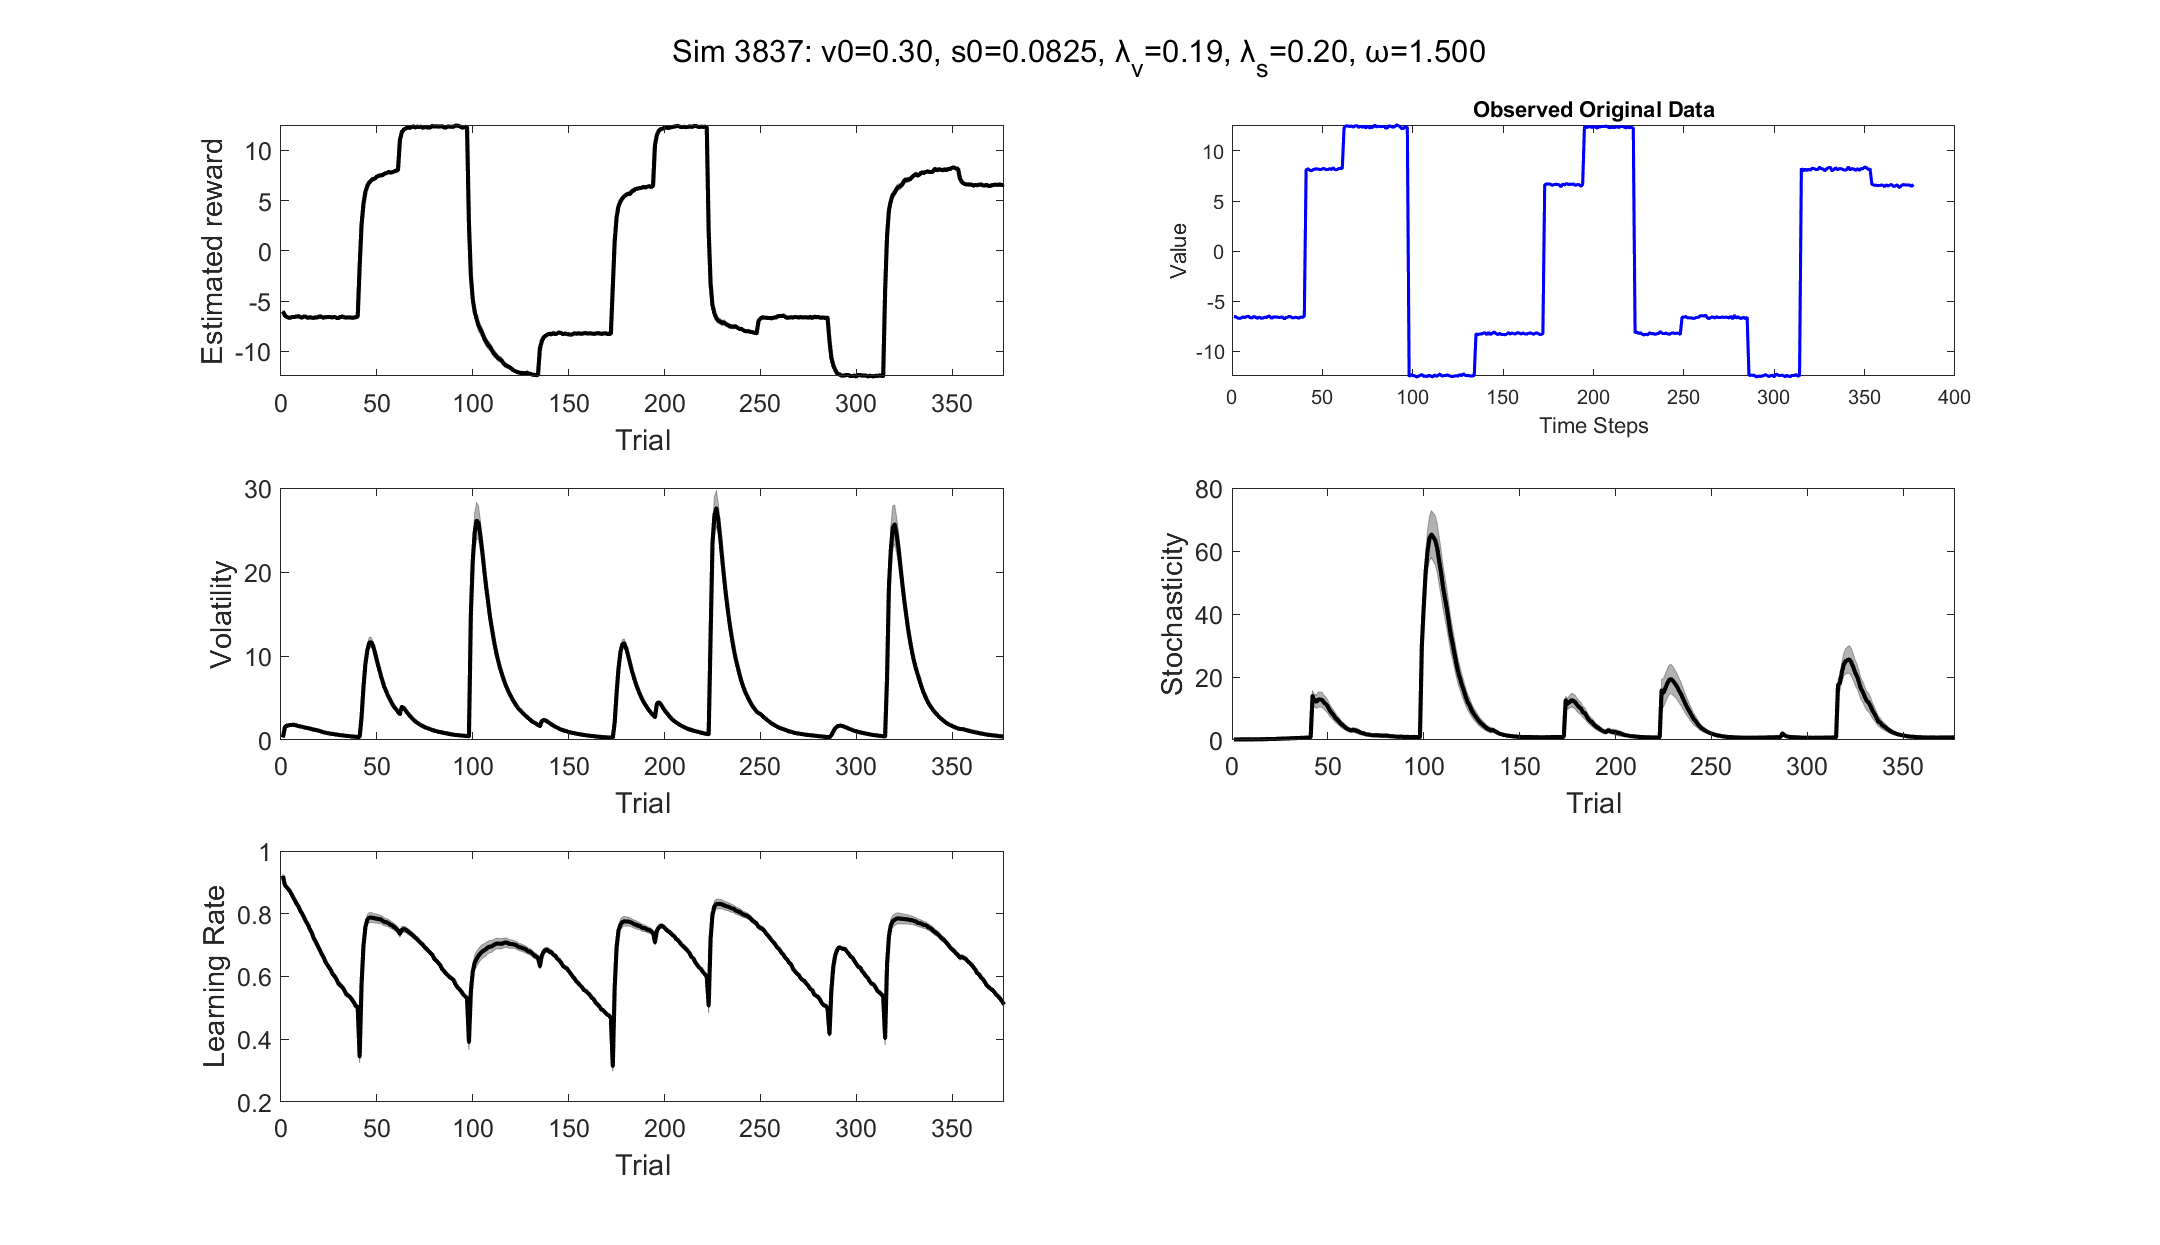 Sim 3837: v0=0.30, s0=0.0825, λv=0.19, λs=0.20, ω=1.500
Estimated reward
10
5
0
-5
-10
0 50 100 150 200 250 300 350
Trial
Observed Original Data
Value
10
5
0
-5
-10
0 50 100 150 200 250 300 350 400
Time Steps
Volatility
30
20
10
0
0 50 100 150 200 250 300 350
Trial
Stochasticity
80
60
40
20
0
0 50 100 150 200 250 300 350
Trial
Learning Rate
1
0.8
0.6
0.4
0.2
0 50 100 150 200 250 300 350
Trial